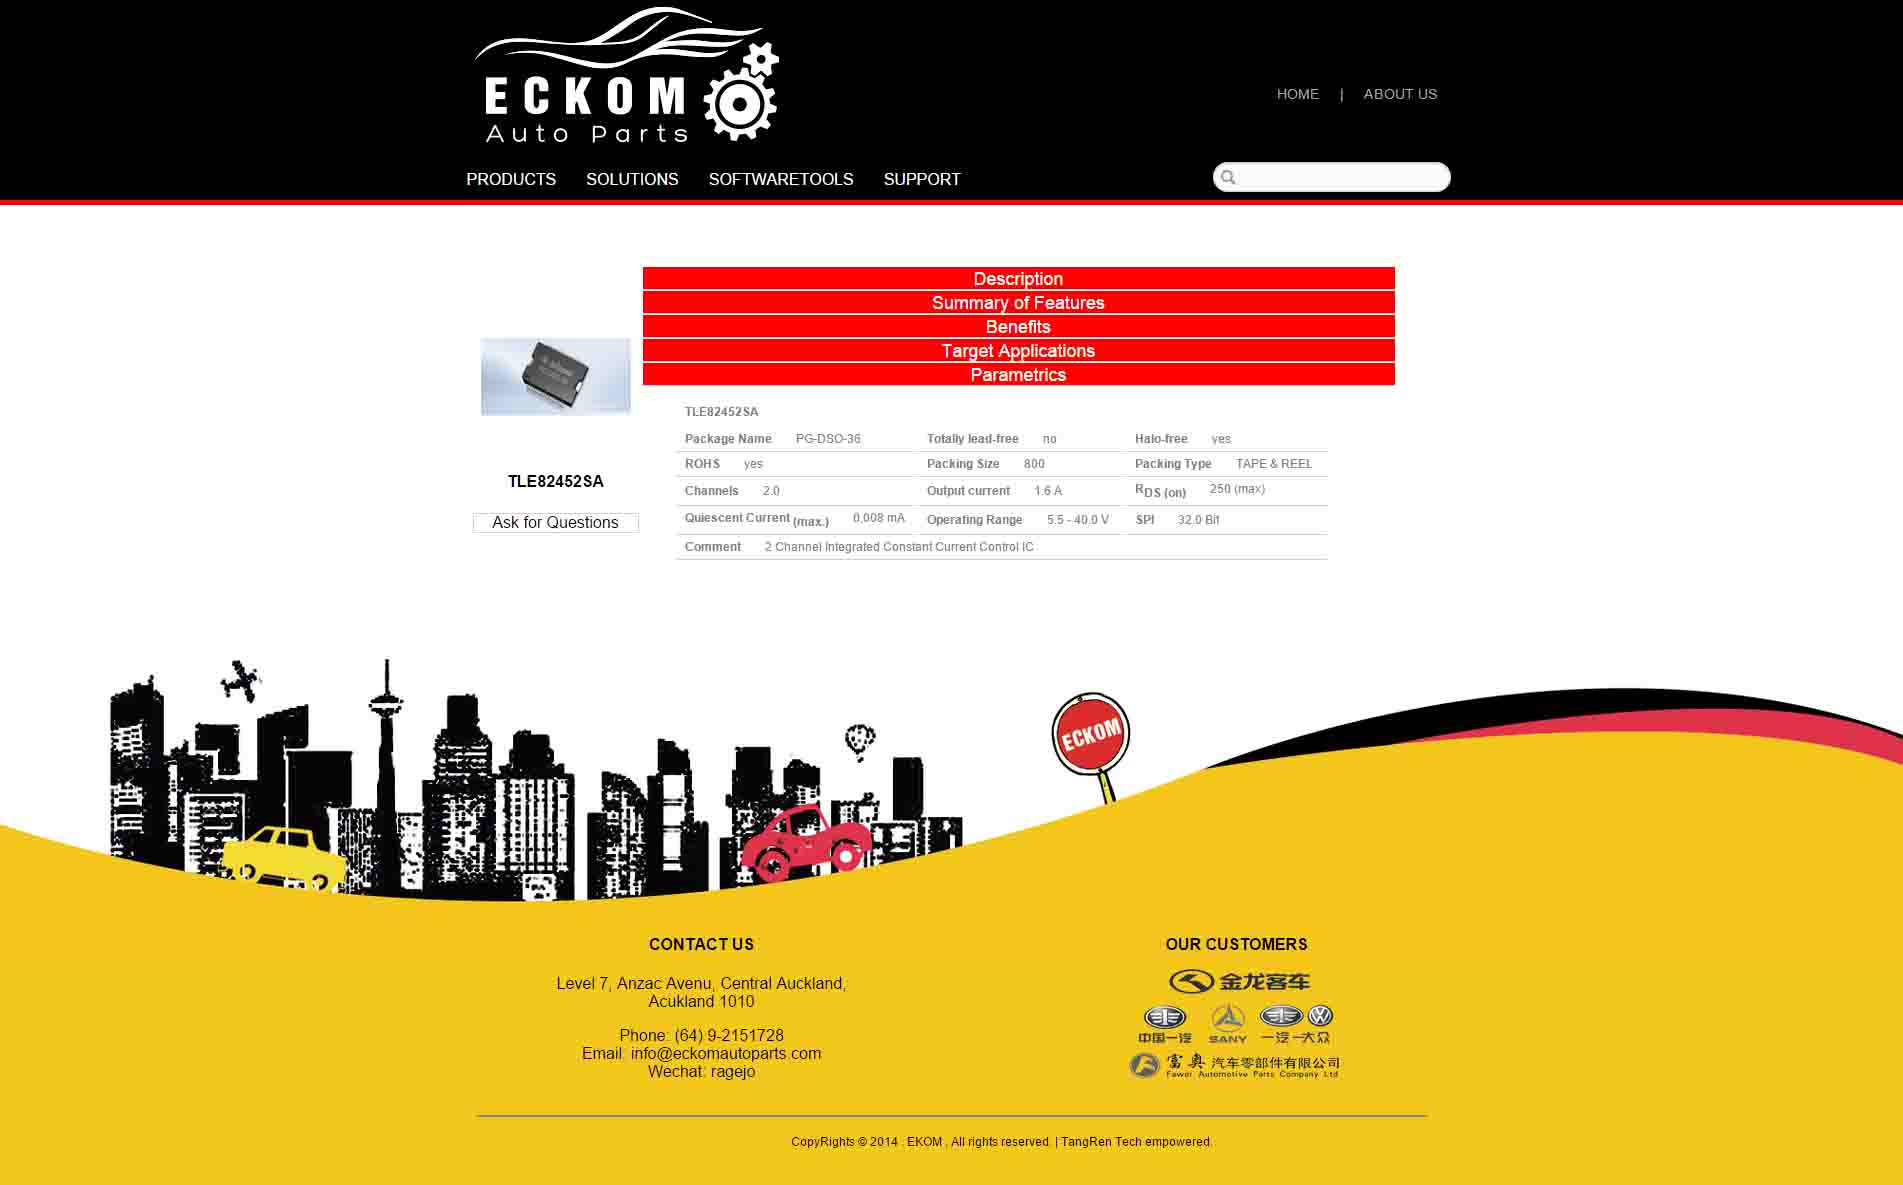 ECKOM
Auto Parts
HOME | ABOUT US
PRODUCTS SOLUTIONS SOFTWARETOOLS SUPPORT
Description
Summary of Features
Benefits
Target Applications
Parametrics
TLE82452SA
Ask for Questions
TLE82452SA
Package Name PG-DSO-36 Totally lead-free no Halo-free yes
ROHS yes Packing Size 800 Packing Type TAPE & REEL
Channels 2.0 Output current 1.6 A RDS (on) 250 (max)
Quiescent Current (max.) 0.008 mA Operating Range 5.5 - 40.0 V SPI 32.0 Bit
Comment 2 Channel Integrated Constant Current Control IC
ECKOM
CONTACT US
Level 7, Anzac Avenu, Central Auckland,
Acukland 1010
Phone: (64) 9-2151728
Email: info@eckomautoparts.com
Wechat: ragejo
OUR CUSTOMERS
金龙客车
中国一汽 SANY 一汽-大众
富奥 汽车零部件有限公司
Fawer Automotive Parts Company Ltd
CopyRights © 2014 . EKOM . All rights reserved. | TangRen Tech empowered.